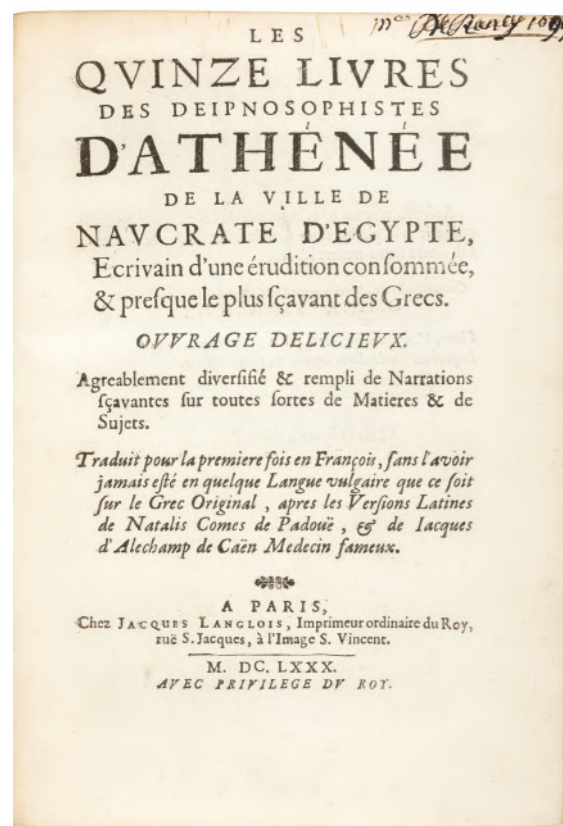 LES
QVINZE LIVRES
DES DEIPNOSOPHISTES
D'ATHÉNÉE
DE LA VILLE DE
NAVCRATE D'EGYPTE,
Ecrivain d'une érudition conſommée,
& preſque le plus ſçavant des Grecs.
OVVRAGE DELICIEVX.
Agreablement diverſifié & rempli de Narrations
ſçavantes ſur toutes ſortes de Matieres & de
Sujets.
Traduit pour la premiere fois en François, ſans l'avoir
jamais eſté en quelque Langue vulgaire que ce ſoit
ſur le Grec Original, apres les Verſions Latines
de Natalis Comes de Padouë, & de Iacques
d'Alechamp de Caën Medecin fameux.
A PARIS,
Chez JACQUES LANGLOIS, Imprimeur ordinaire du Roy,
ruë S. Jacques, à l'Image S. Vincent.
M. DC. LXXX.
AVEC PRIVILEGE DV ROY.